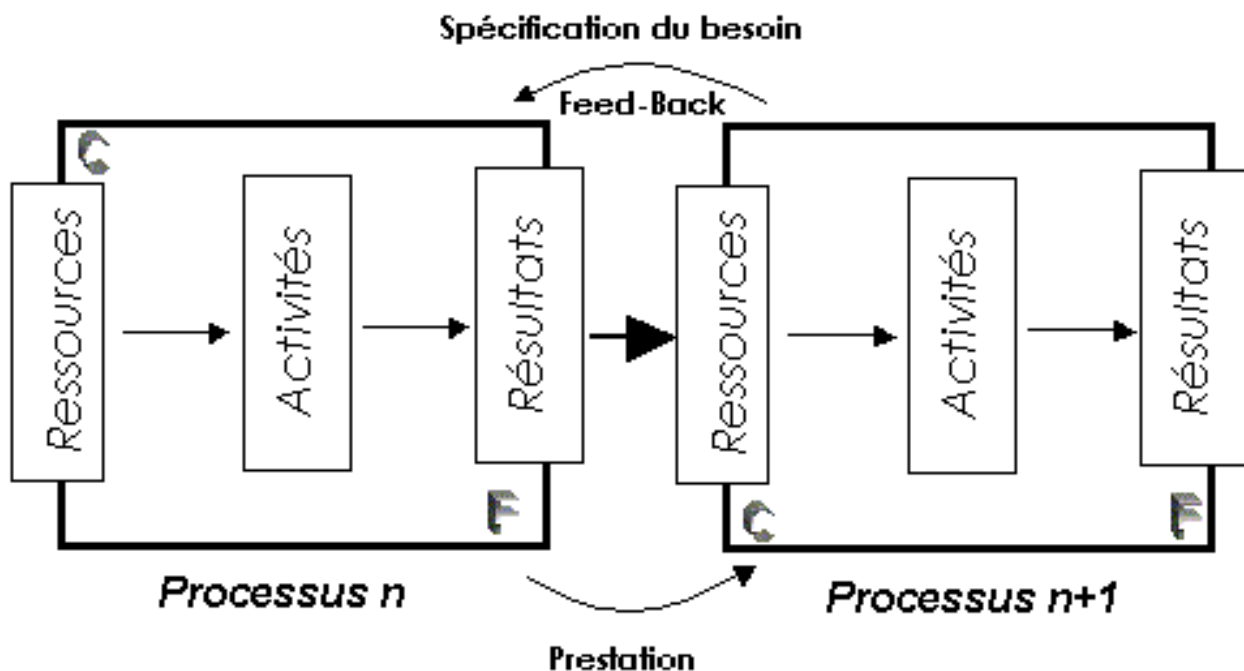 Spécification du besoin
Feed-Back
C
Ressources
Activités
Résultats
F
Processus n
Ressources
Activités
Résultats
C
F
Processus n+1
Prestation